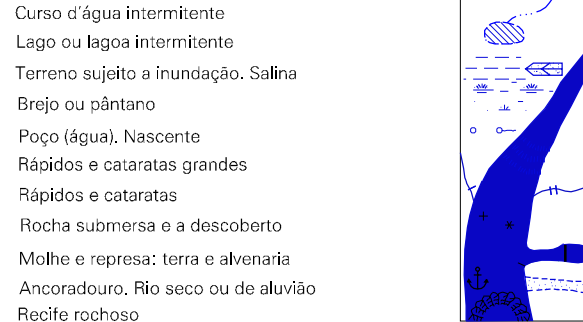 Curso d'água intermitente
Lago ou lagoa intermitente
Terreno sujeito a inundação. Salina
Brejo ou pântano
Poço (água). Nascente
Rápidos e cataratas grandes
Rápidos e cataratas
Rocha submersa e a descoberto
Molhe e represa: terra e alvenaria
Ancoradouro. Rio seco ou de aluvião
Recife rochoso